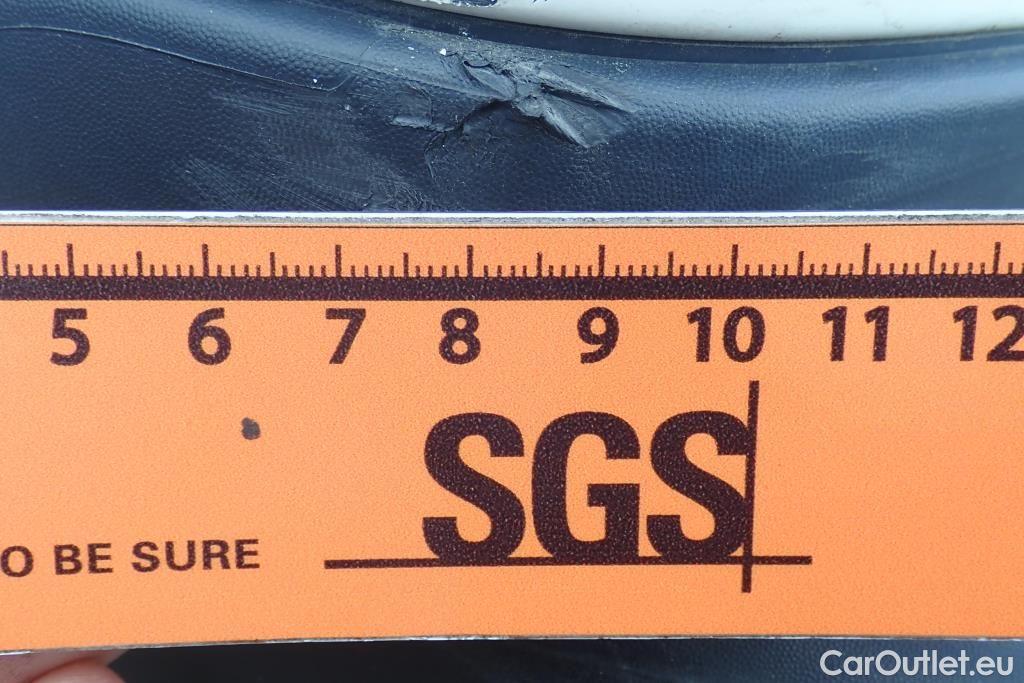 5 6 7 8 9 10 11 12
SGS
O BE SURE
CarOutlet.eu